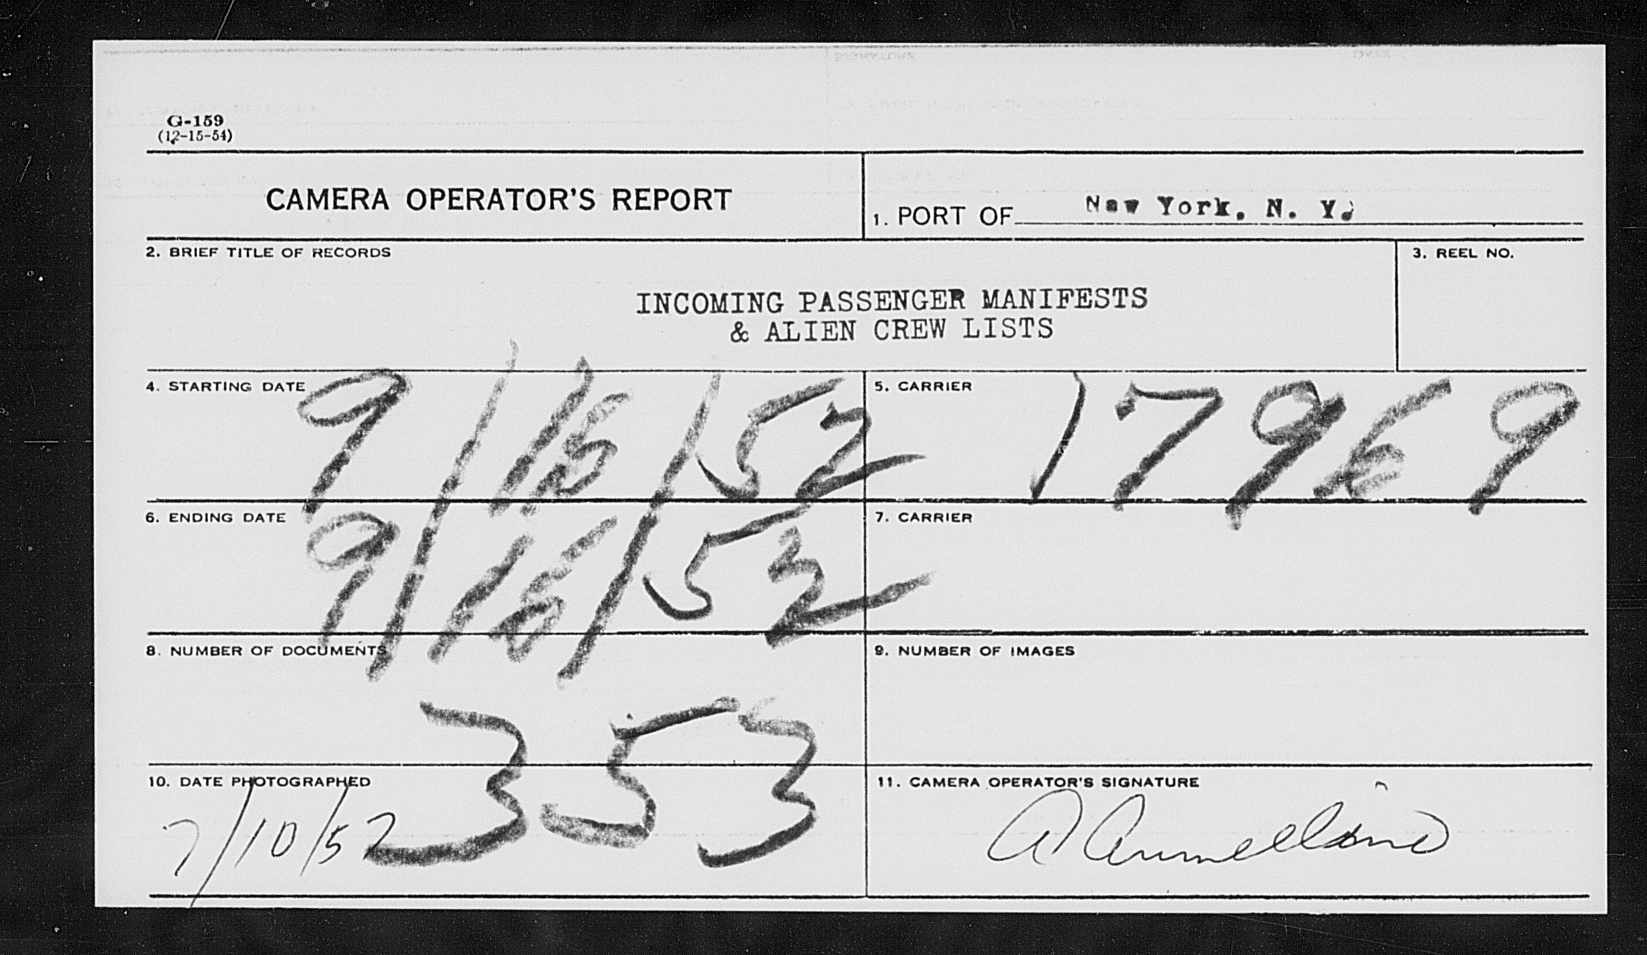 G-159
(12-15-54)
CAMERA OPERATOR'S REPORT
1. PORT OF New York, N. Y.
2. BRIEF TITLE OF RECORDS
3. REEL NO.
INCOMING PASSENGER MANIFESTS
& ALIEN CREW LISTS
4. STARTING DATE 9/16/52
5. CARRIER 17969
6. ENDING DATE 9/16/52
7. CARRIER
8. NUMBER OF DOCUMENTS
353
9. NUMBER OF IMAGES
10. DATE PHOTOGRAPHED
7/10/57
11. CAMERA OPERATOR'S SIGNATURE